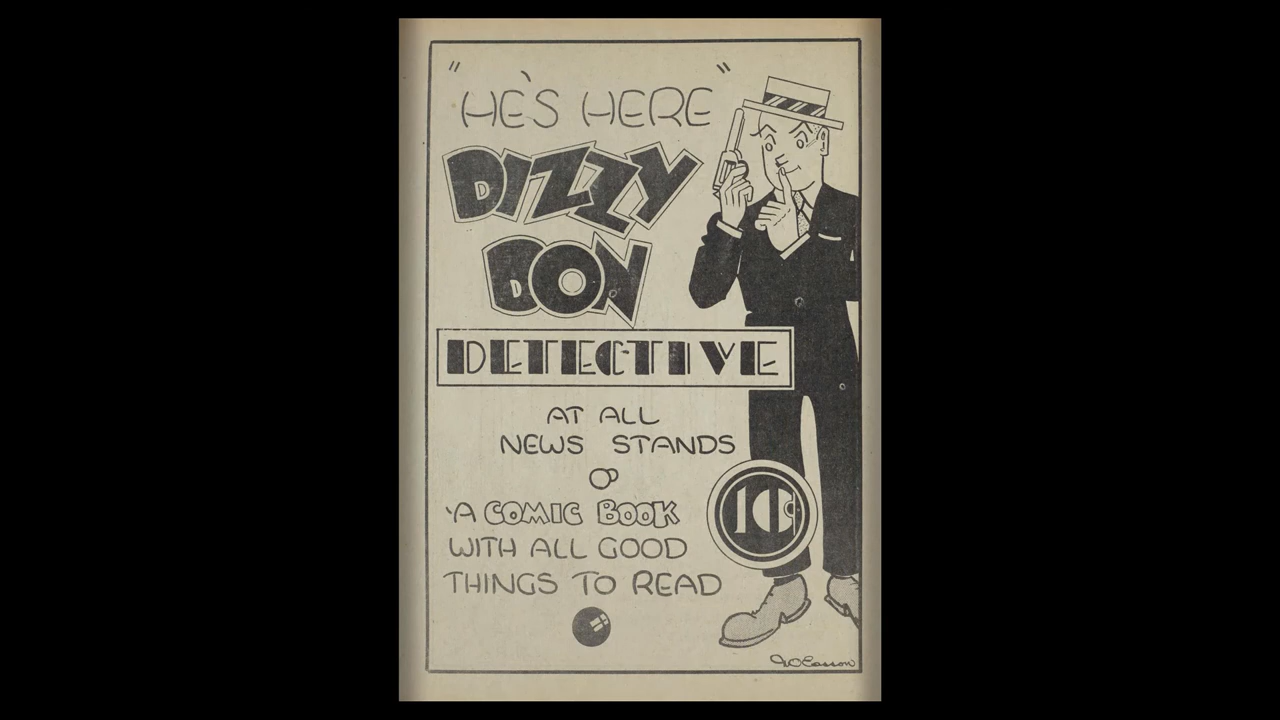 "HE'S HERE"
DIZZY
DON
DETECTIVE
AT ALL
NEWS STANDS
A COMIC BOOK
WITH ALL GOOD
THINGS TO READ
10¢